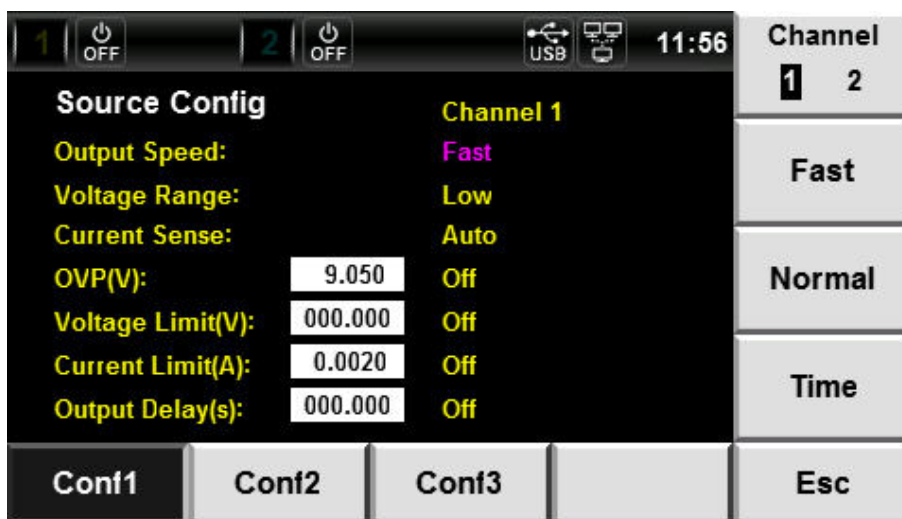 1 OFF 2 OFF USB 11:56
Channel
1 2
Source Config Channel 1
Output Speed: Fast
Voltage Range: Low
Current Sense: Auto
OVP(V): 9.050 Off
Voltage Limit(V): 000.000 Off
Current Limit(A): 0.0020 Off
Output Delay(s): 000.000 Off
Fast
Normal
Time
Conf1 Conf2 Conf3 Esc